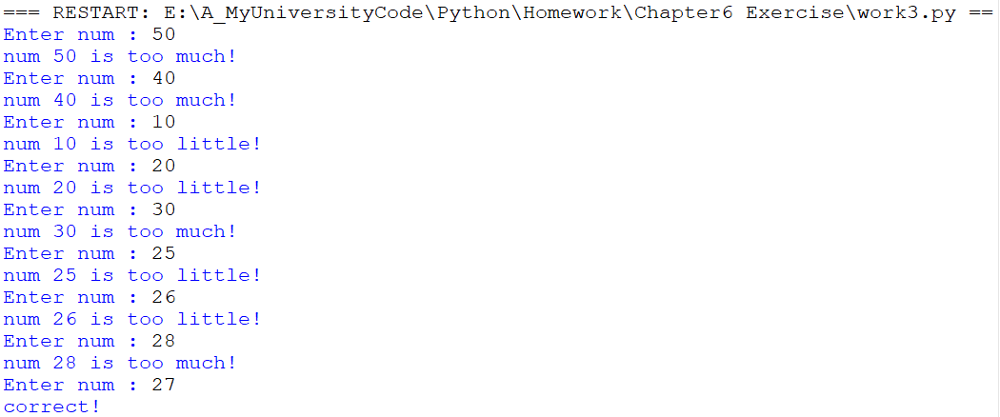 === RESTART: E:\A_MyUniversityCode\Python\Homework\Chapter6 Exercise\work3.py ==
Enter num : 50
num 50 is too much!
Enter num : 40
num 40 is too much!
Enter num : 10
num 10 is too little!
Enter num : 20
num 20 is too little!
Enter num : 30
num 30 is too much!
Enter num : 25
num 25 is too little!
Enter num : 26
num 26 is too little!
Enter num : 28
num 28 is too much!
Enter num : 27
correct!